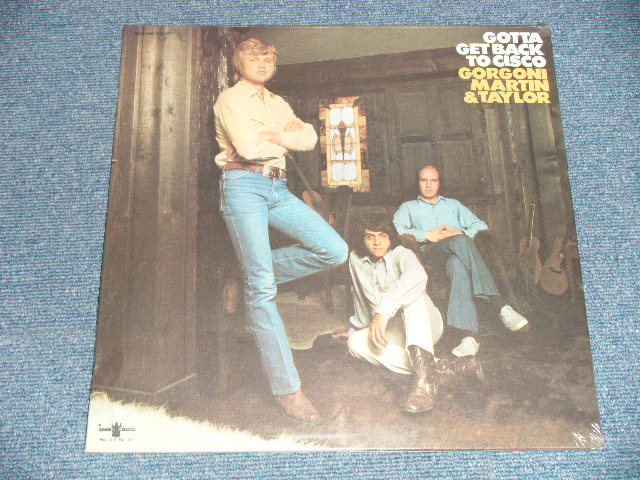 GOTTA
GET BACK
TO CISCO
GORGONI
MARTIN
& TAYLOR